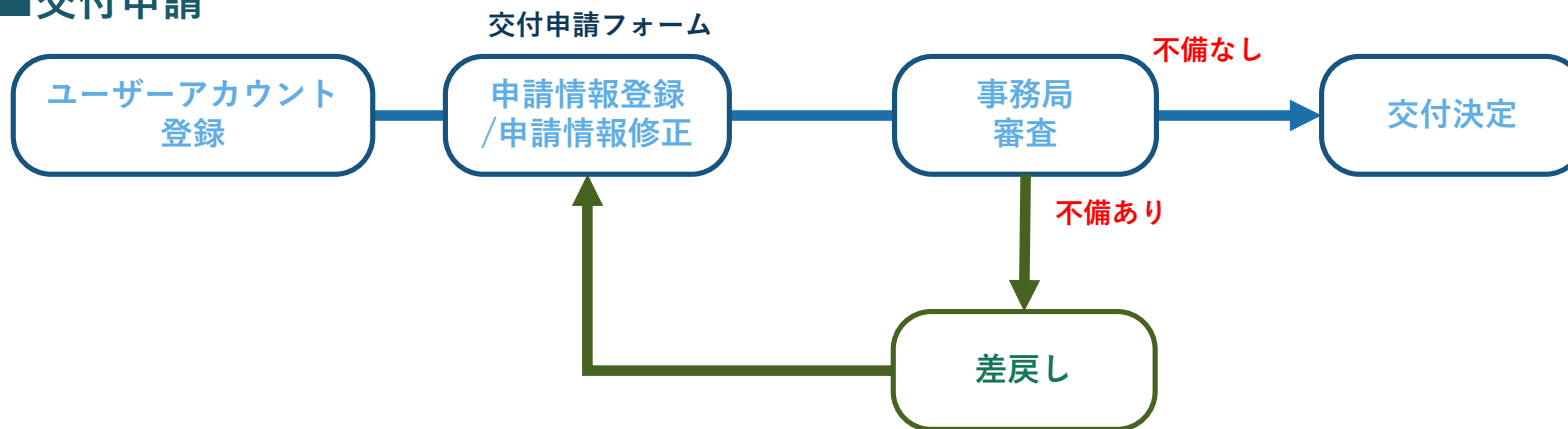 ■交付申請
交付申請フォーム
不備なし
ユーザーアカウント
登録
申請情報登録
/申請情報修正
事務局
審査
交付決定
不備あり
差戻し